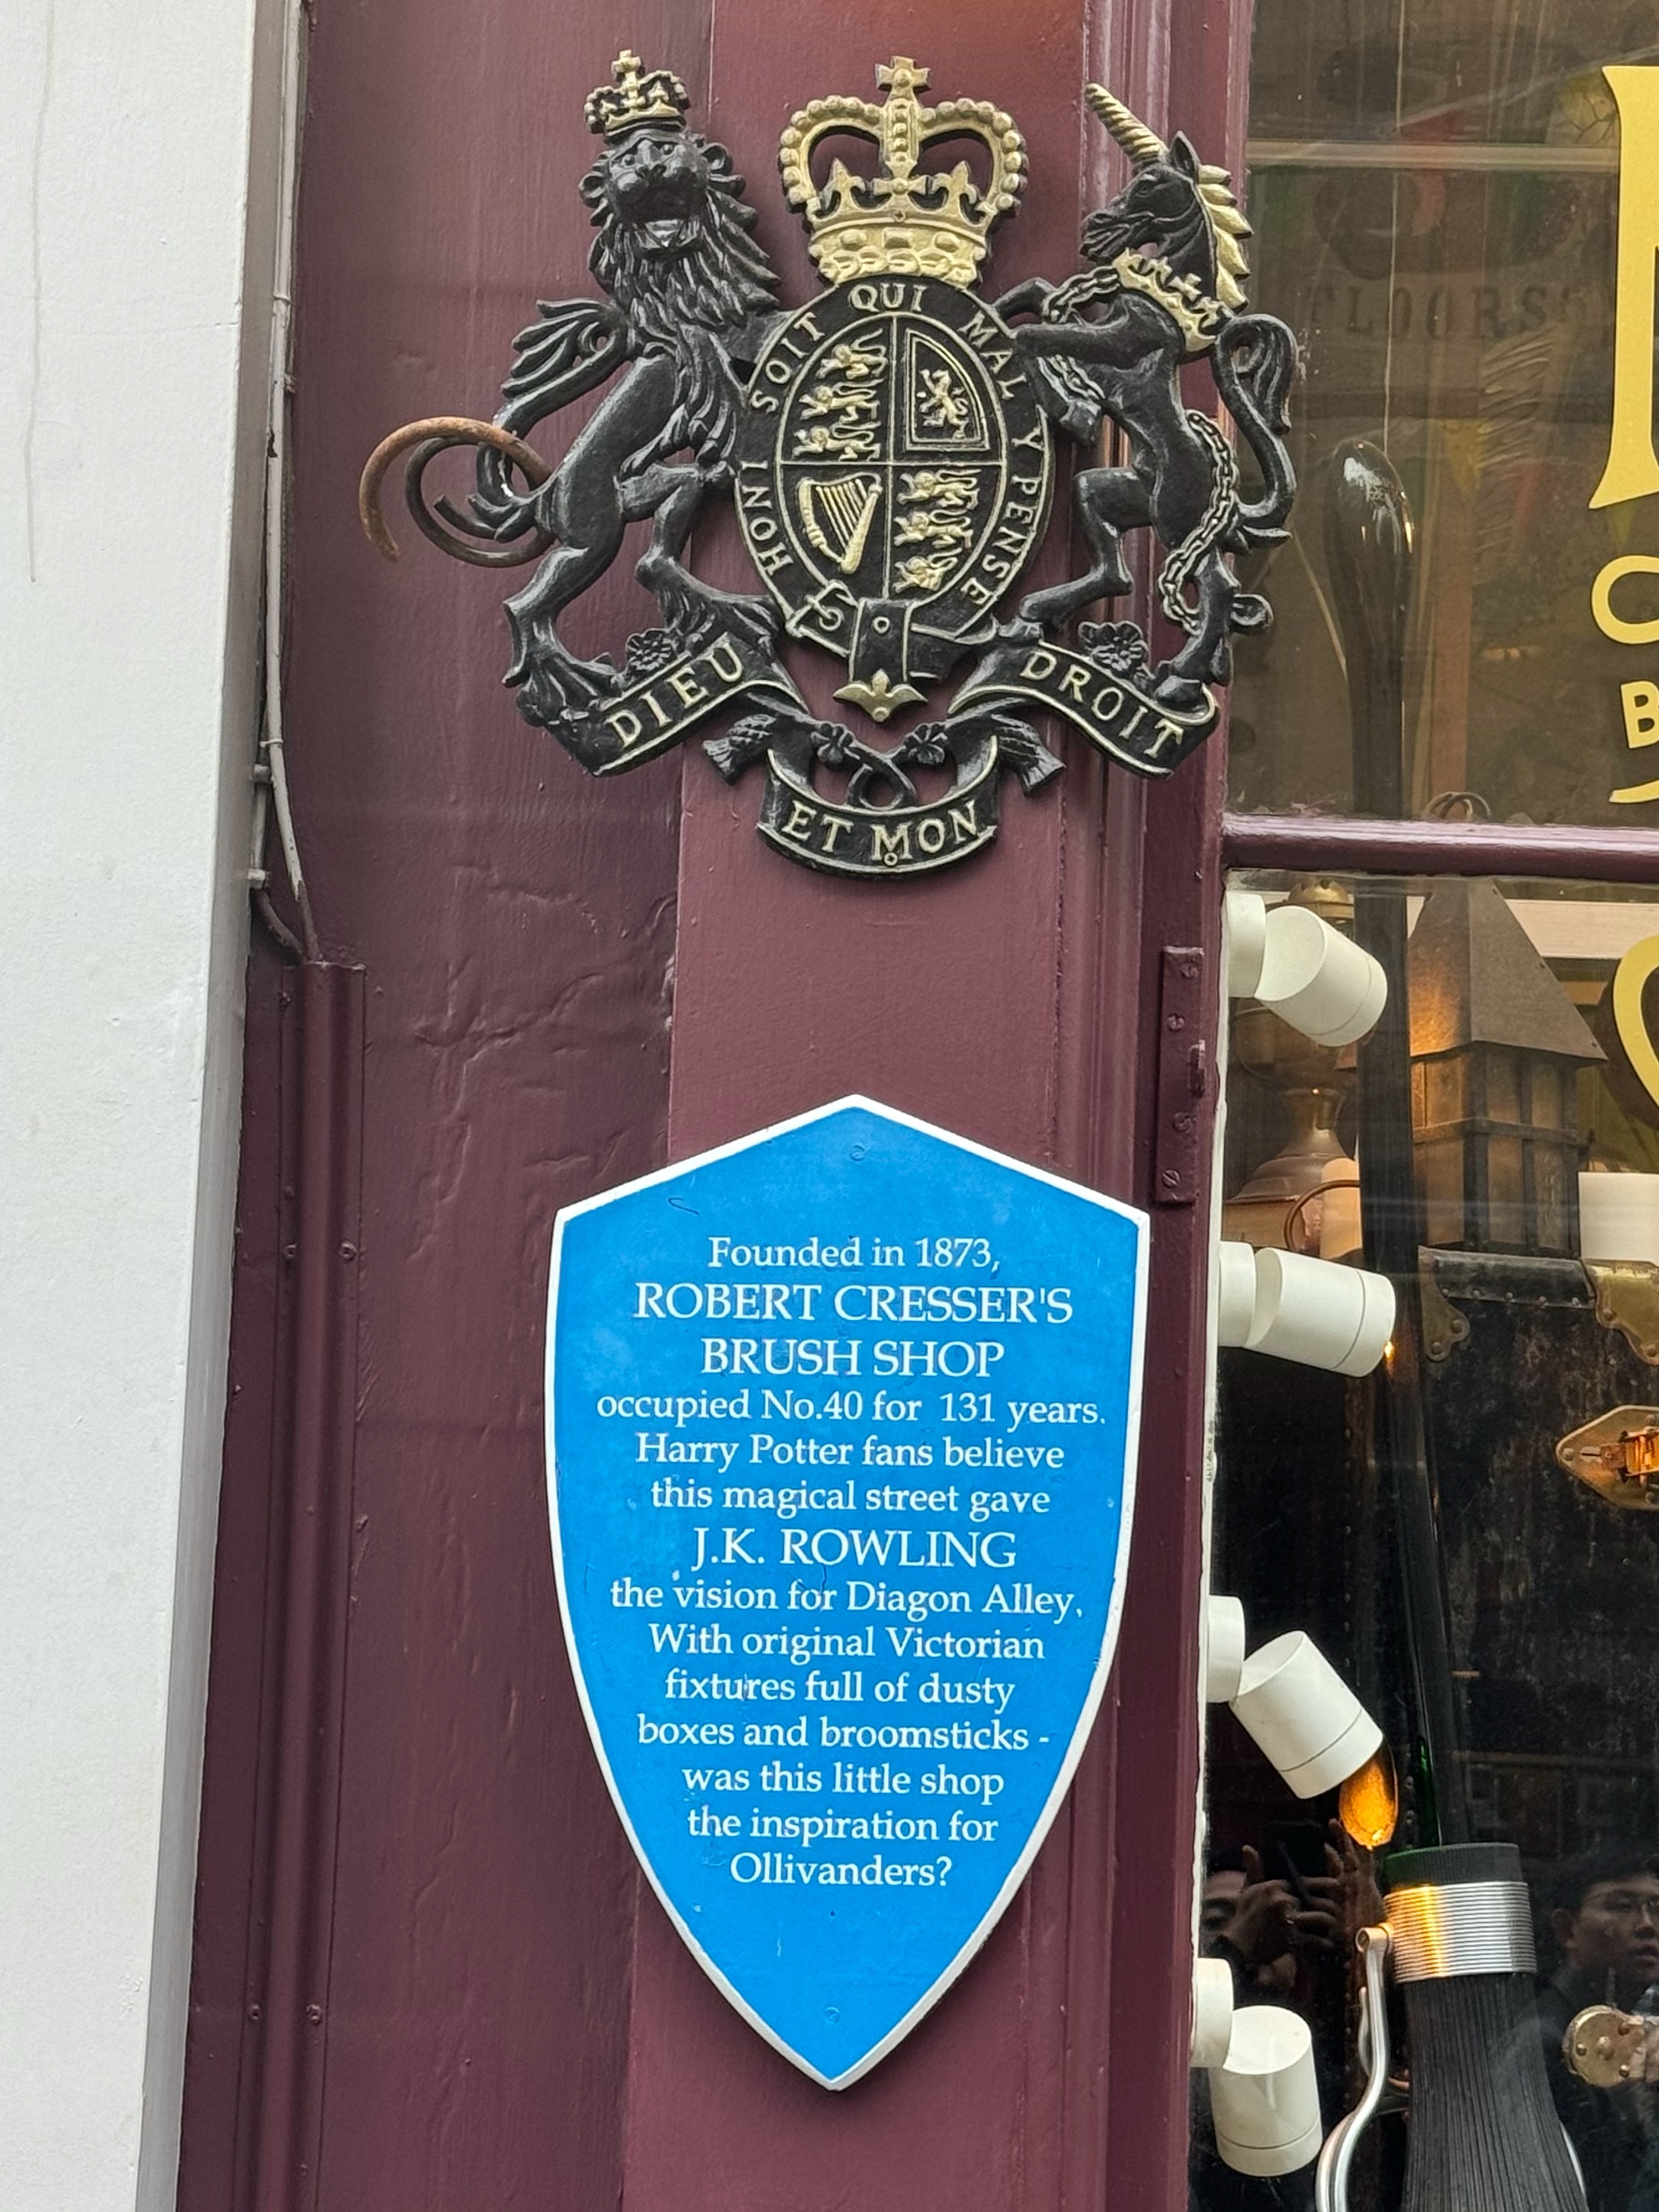 HONI SOIT QUI MAL Y PENSE
DIEU
DROIT
ET MON
FLOORS
Founded in 1873,
ROBERT CRESSER'S
BRUSH SHOP
occupied No.40 for 131 years.
Harry Potter fans believe
this magical street gave
J.K. ROWLING
the vision for Diagon Alley,
With original Victorian
fixtures full of dusty
boxes and broomsticks -
was this little shop
the inspiration for
Ollivanders?